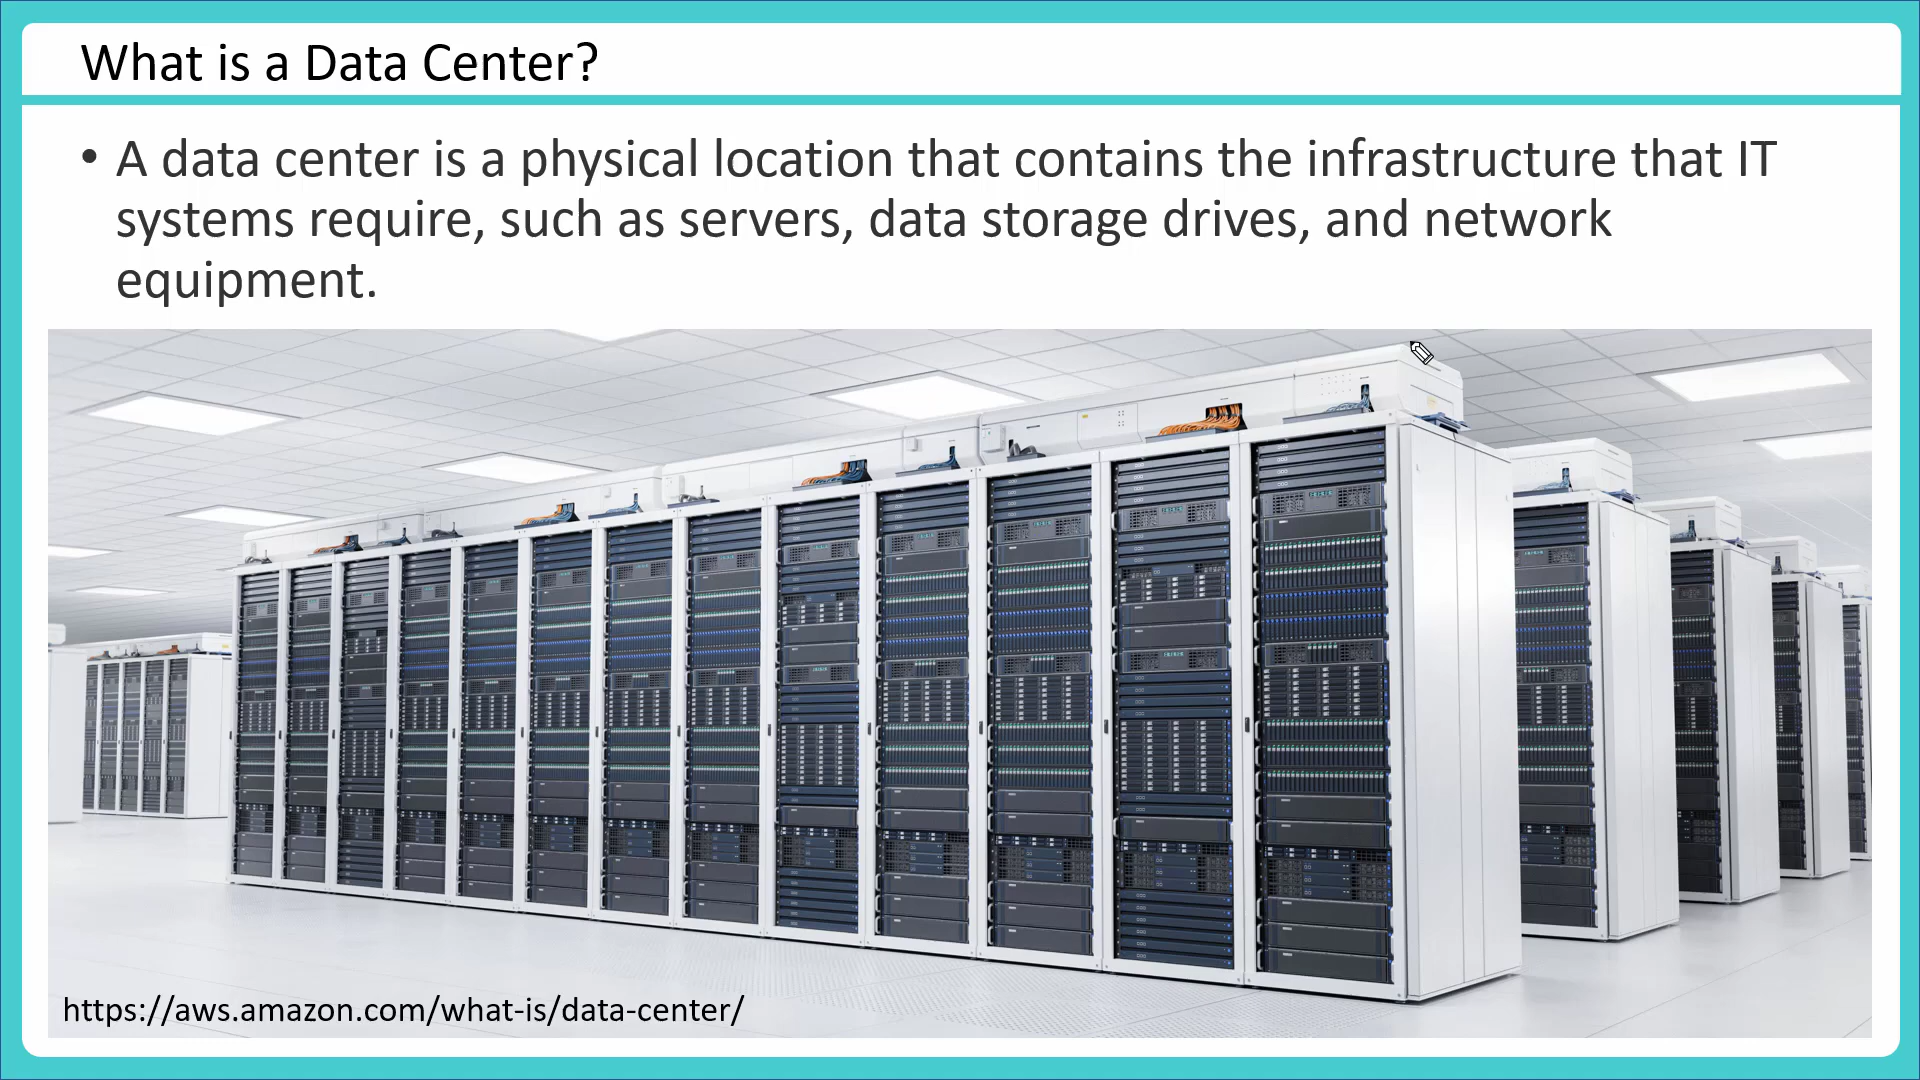 What is a Data Center?
• A data center is a physical location that contains the infrastructure that IT
systems require, such as servers, data storage drives, and network
equipment.
https://aws.amazon.com/what-is/data-center/